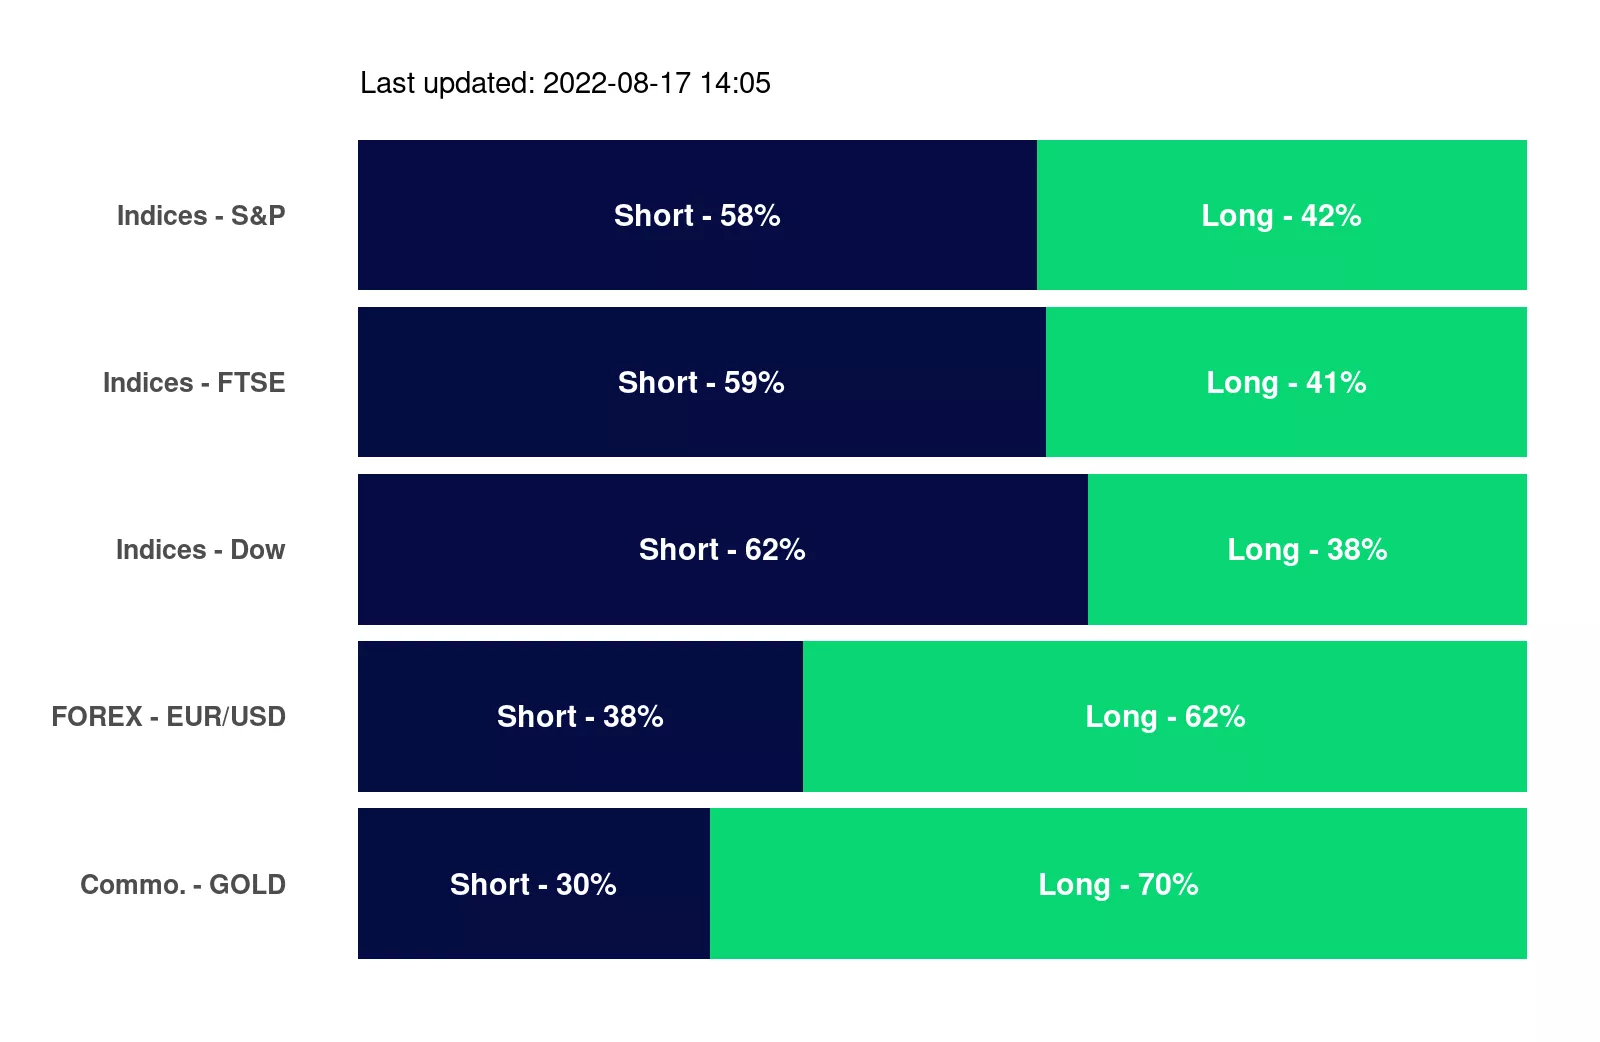 Last updated: 2022-08-17 14:05
Indices - S&P Short - 58% Long - 42%
Indices - FTSE Short - 59% Long - 41%
Indices - Dow Short - 62% Long - 38%
FOREX - EUR/USD Short - 38% Long - 62%
Commo. - GOLD Short - 30% Long - 70%